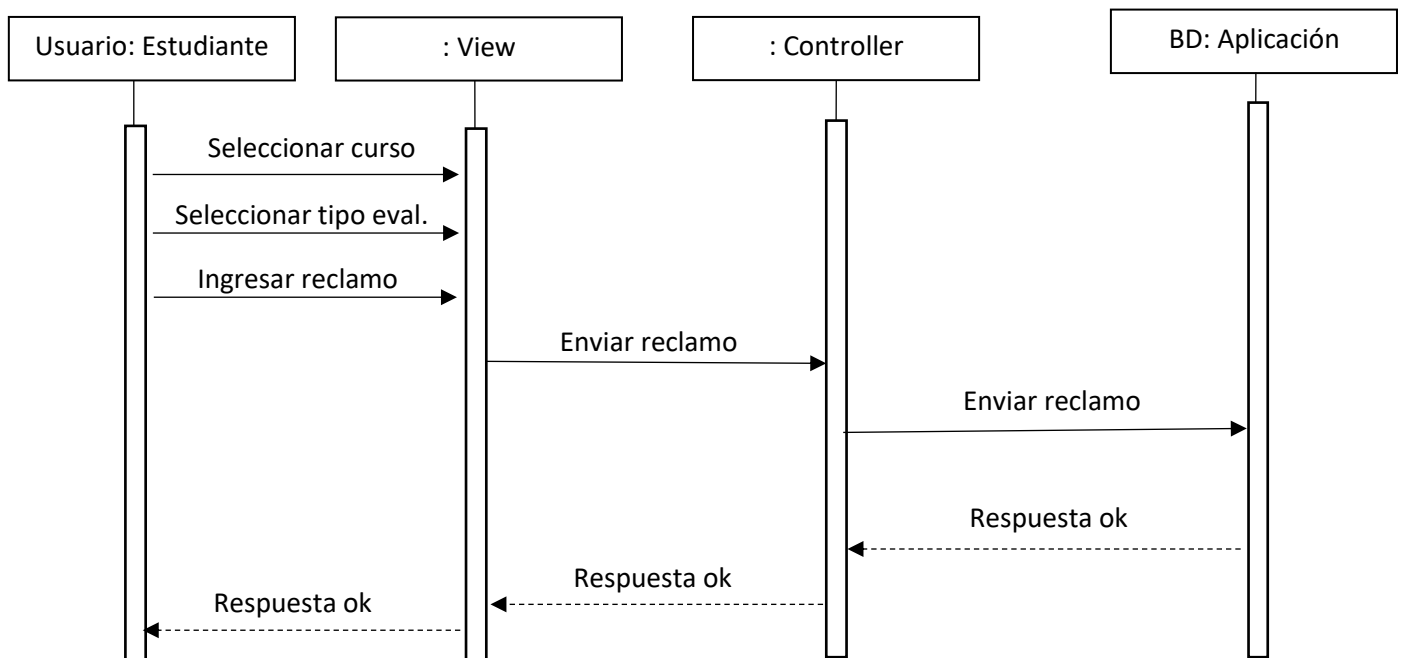 Usuario: Estudiante
: View
: Controller
BD: Aplicación
Seleccionar curso
Seleccionar tipo eval.
Ingresar reclamo
Enviar reclamo
Enviar reclamo
Respuesta ok
Respuesta ok
Respuesta ok